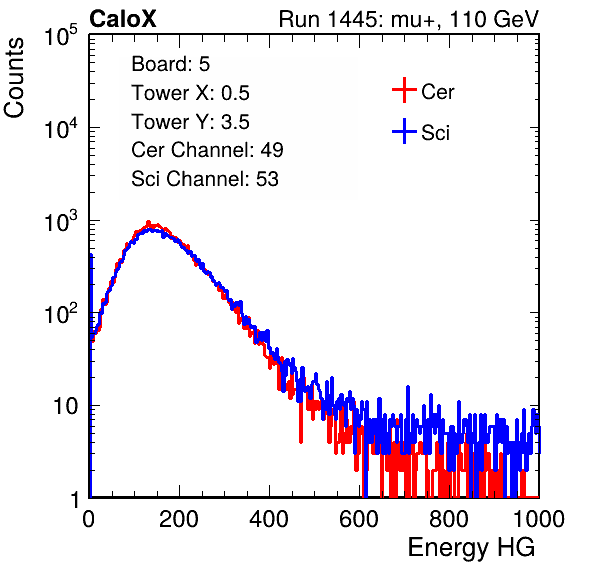 CaloX Run 1445: mu+, 110 GeV
Counts
10^5
10^4
10^3
10^2
10
1
Board: 5
Tower X: 0.5
Tower Y: 3.5
Cer Channel: 49
Sci Channel: 53
Cer
Sci
0 200 400 600 800 1000
Energy HG